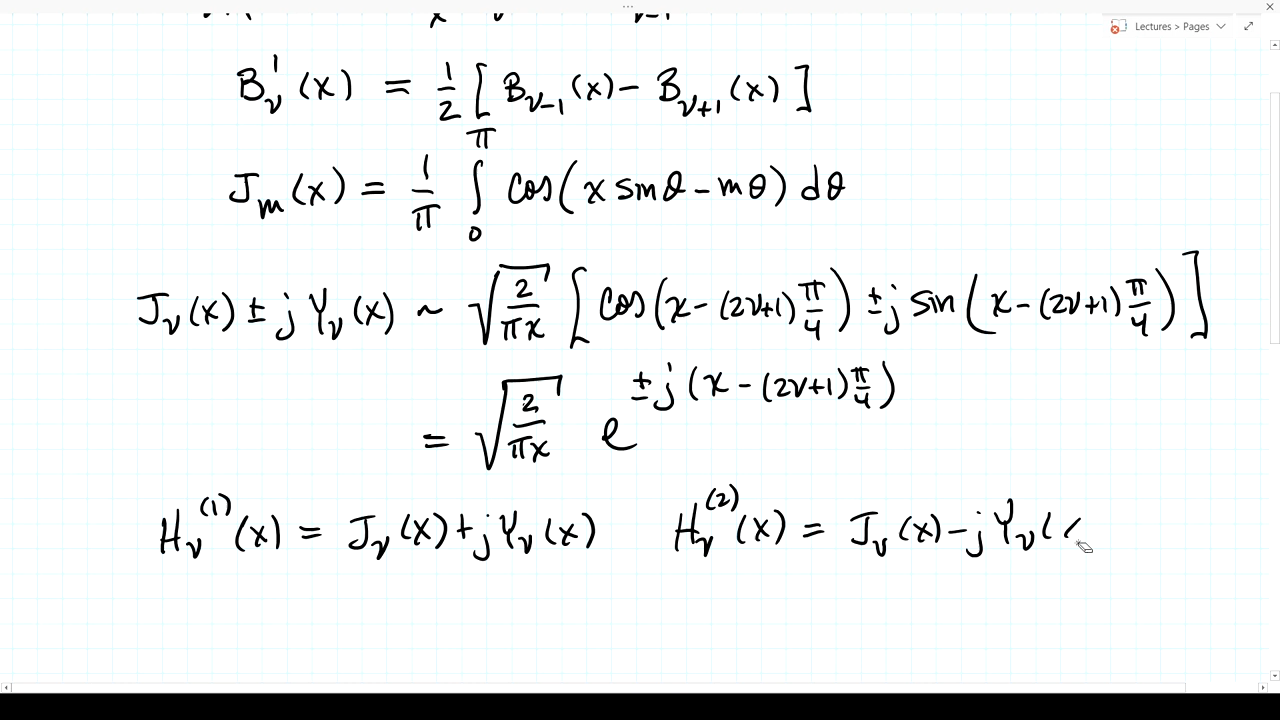 Lectures > Pages
x ν ν-1
B_ν'(x) = 1/2 [B_{ν-1}(x) - B_{ν+1}(x)]
J_m(x) = 1/π ∫_0^π cos(x sinθ - mθ) dθ
J_ν(x) ± j Y_ν(x) ~ √(2/(πx)) [cos(x - (2ν+1)π/4) ± j sin(x - (2ν+1)π/4)]
= √(2/(πx)) e^{±j(x - (2ν+1)π/4)}
H_ν^{(1)}(x) = J_ν(x) + j Y_ν(x) H_ν^{(2)}(x) = J_ν(x) - j Y_ν(